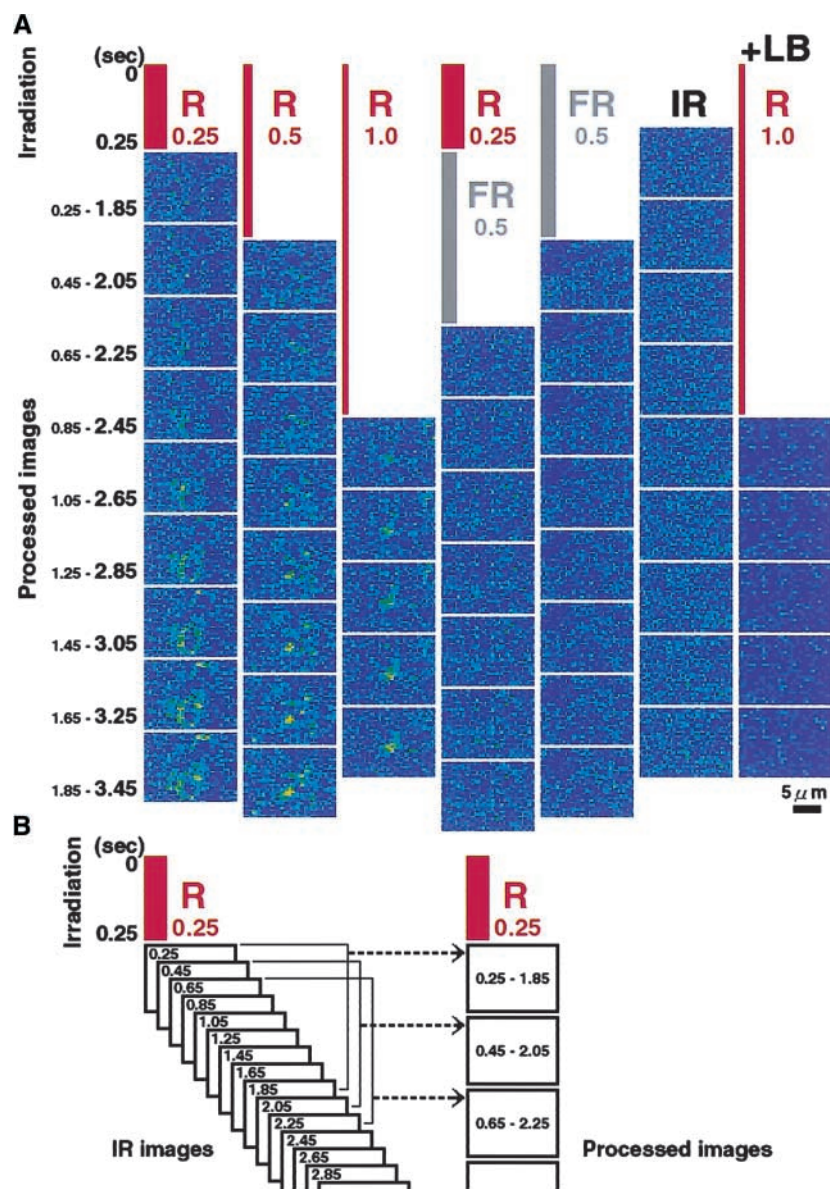 A
Irradiation
(sec)
0
0.25
R
0.25
R
0.5
R
1.0
R
0.25
FR
0.5
FR
0.5
IR
+LB
R
1.0
Processed images
0.25 - 1.85
0.45 - 2.05
0.65 - 2.25
0.85 - 2.45
1.05 - 2.65
1.25 - 2.85
1.45 - 3.05
1.65 - 3.25
1.85 - 3.45
5 μm
B
Irradiation
(sec)
0
0.25
R
0.25
R
0.25
0.25
0.45
0.65
0.85
1.05
1.25
1.45
1.65
1.85
2.05
2.25
2.45
2.65
2.85
IR images
0.25 - 1.85
0.45 - 2.05
0.65 - 2.25
Processed images